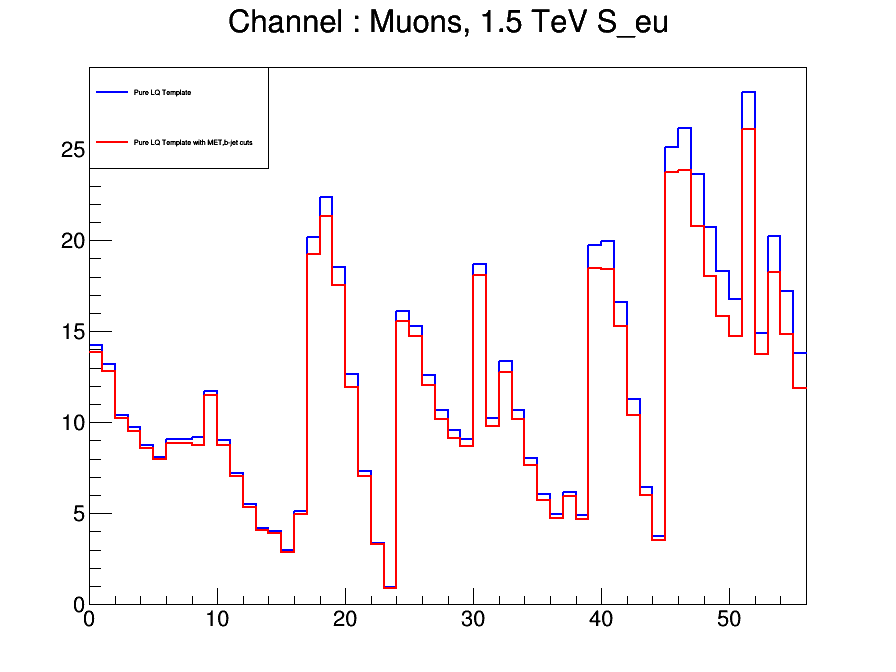 Channel : Muons, 1.5 TeV S_eu
Pure LQ Template
Pure LQ Template with MET,b-jet cuts
25
20
15
10
5
0
0 10 20 30 40 50